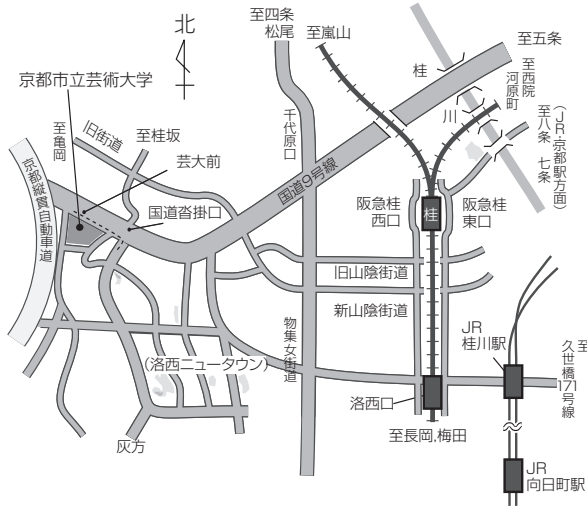 北
至四条
松尾
至嵐山
至五条
至西院
河原町
桂
川
（JR・京都駅方面）
至八条　七条
京都市立芸術大学
至亀岡
旧街道
至桂坂
千代原口
芸大前
国道9号線
国道沓掛口
京都縦貫自動車道
阪急桂
西口
桂
阪急桂
東口
旧山陰街道
新山陰街道
物集女街道
JR
桂川駅
至
久世橋
171号線
（洛西ニュータウン）
洛西口
灰方
至長岡,梅田
JR
向日町駅